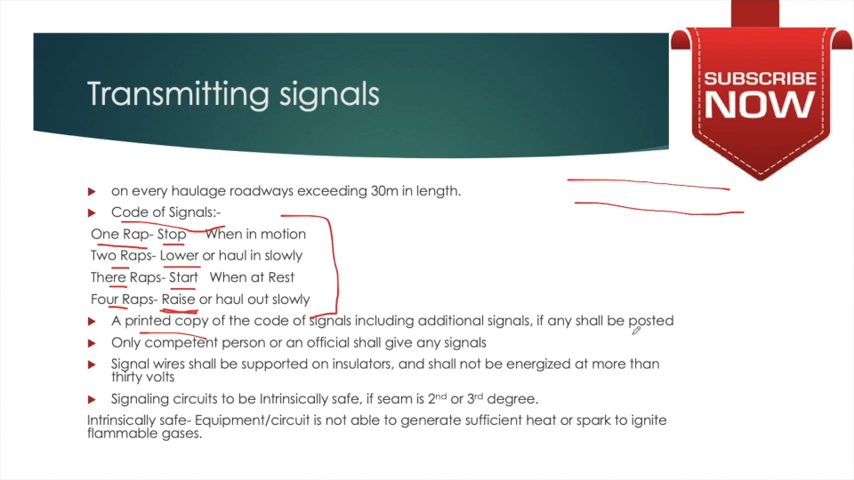 SUBSCRIBE
NOW
Transmitting signals
on every haulage roadways exceeding 30m in length.
Code of Signals:-
One Rap- Stop When in motion
Two Raps- Lower or haul in slowly
There Raps- Start When at Rest
Four Raps- Raise or haul out slowly
A printed copy of the code of signals including additional signals, if any shall be posted
Only competent person or an official shall give any signals
Signal wires shall be supported on insulators, and shall not be energized at more than
thirty volts
Signaling circuits to be Intrinsically safe, if seam is 2nd or 3rd degree.
Intrinsically safe- Equipment/circuit is not able to generate sufficient heat or spark to ignite
flammable gases.